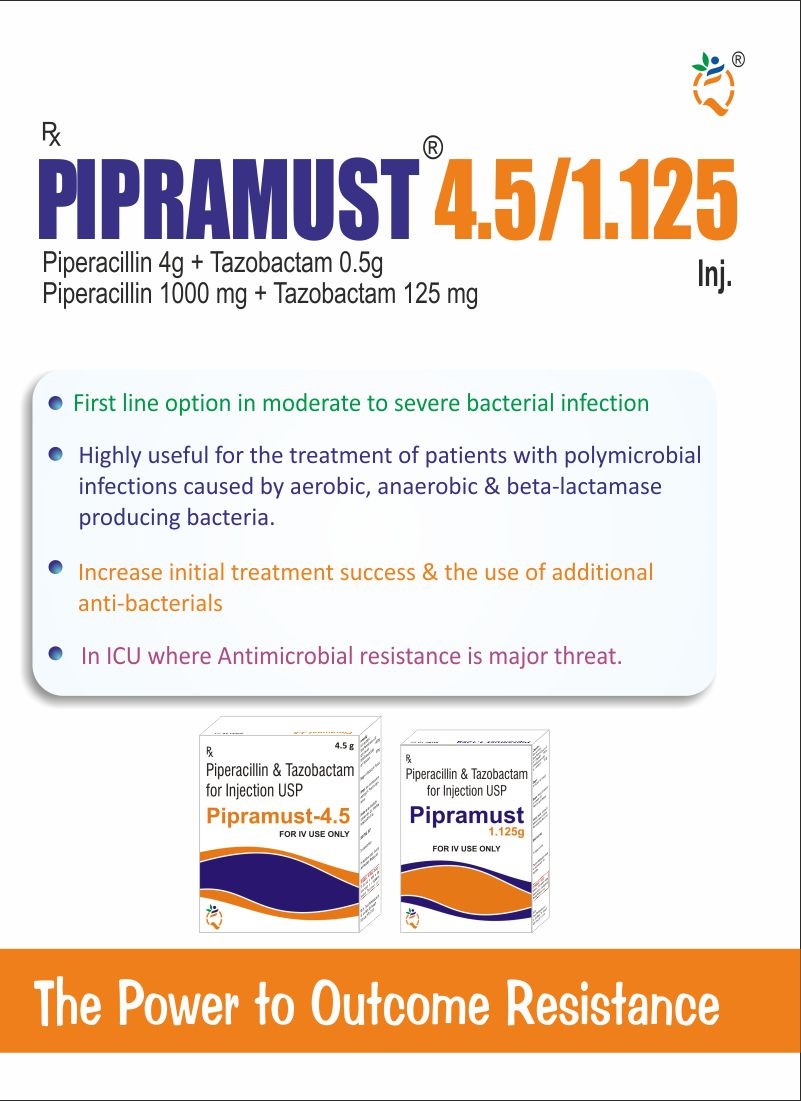 ®
Rx
PIPRAMUST® 4.5/1.125
Piperacillin 4g + Tazobactam 0.5g
Inj.
Piperacillin 1000 mg + Tazobactam 125 mg
First line option in moderate to severe bacterial infection
Highly useful for the treatment of patients with polymicrobial
infections caused by aerobic, anaerobic & beta-lactamase
producing bacteria.
Increase initial treatment success & the use of additional
anti-bacterials
In ICU where Antimicrobial resistance is major threat.
4.5 g
Rx
Piperacillin & Tazobactam
for Injection USP
Pipramust-4.5
FOR IV USE ONLY
Rx
Piperacillin & Tazobactam
for Injection USP
Pipramust
1.125g
FOR IV USE ONLY
The Power to Outcome Resistance